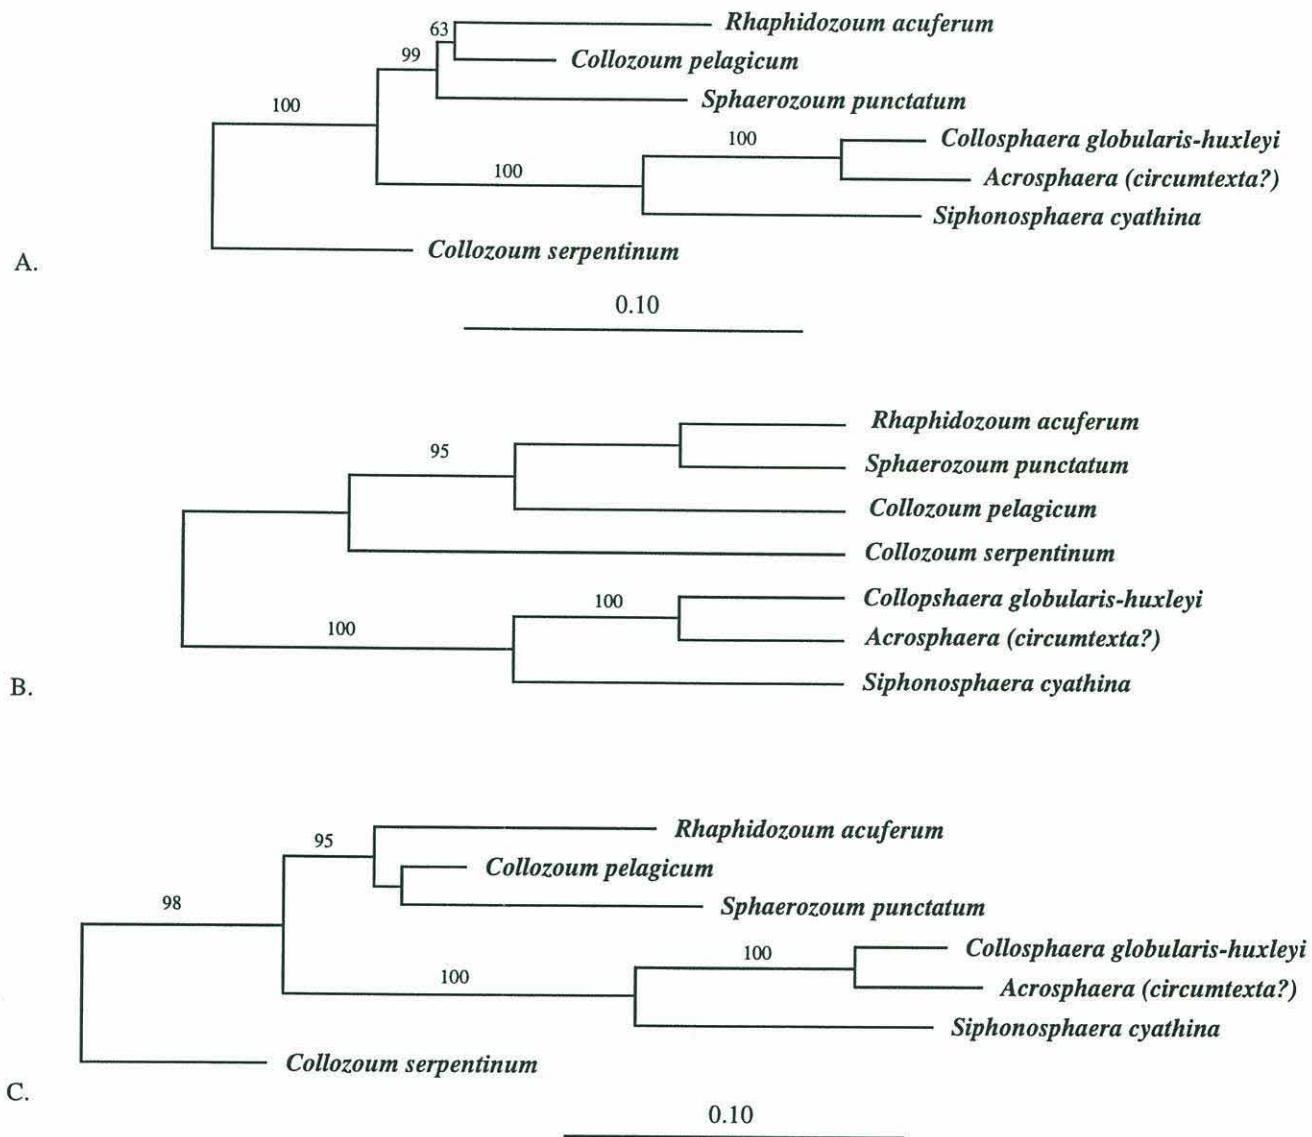 63
Rhaphidozoum acuferum
99
Collozoum pelagicum
100
Sphaerozoum punctatum
100
Collosphaera globularis-huxleyi
100
Acrosphaera (circumtexta?)
Siphonosphaera cyathina
Collozoum serpentinum
A.
0.10
Rhaphidozoum acuferum
95
Sphaerozoum punctatum
Collozoum pelagicum
Collozoum serpentinum
100
Collopshaera globularis-huxleyi
100
Acrosphaera (circumtexta?)
Siphonosphaera cyathina
B.
Rhaphidozoum acuferum
95
Collozoum pelagicum
98
Sphaerozoum punctatum
100
Collosphaera globularis-huxleyi
100
Acrosphaera (circumtexta?)
Siphonosphaera cyathina
Collozoum serpentinum
C.
0.10